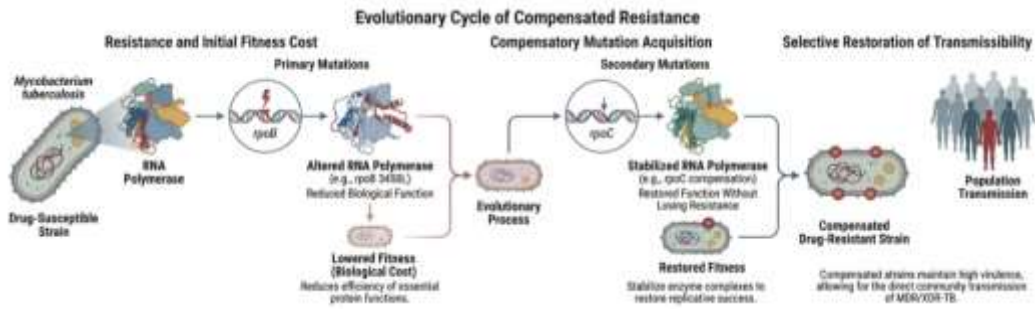 Evolutionary Cycle of Compensated Resistance
Resistance and Initial Fitness Cost
Compensatory Mutation Acquisition
Selective Restoration of Transmissibility
Primary Mutations
Secondary Mutations
Mycobacterium
tuberculosis
rpoB
rpoC
RNA
Polymerase
Altered RNA Polymerase
(e.g., rpoB S450L)
Reduced Biological Function
Stabilized RNA Polymerase
(e.g., rpoC compensation)
Restored Function Without
Losing Resistance
Population
Transmission
Drug-Susceptible
Strain
Evolutionary
Process
Compensated
Drug-Resistant Strain
Lowered Fitness
(Biological Cost)
Reduces efficiency of essential
protein functions.
Restored Fitness
Stabilize enzyme complexes to
restore replicative success.
Compensated strains maintain high virulence,
allowing for the direct community transmission
of MDR/XDR-TB.